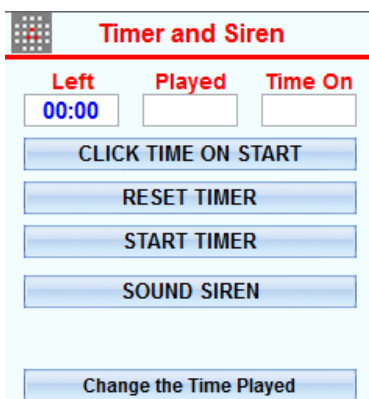 A Timer and Siren
Left Played Time On
00:00
CLICK TIME ON START
RESET TIMER
START TIMER
SOUND SIREN
Change the Time Played